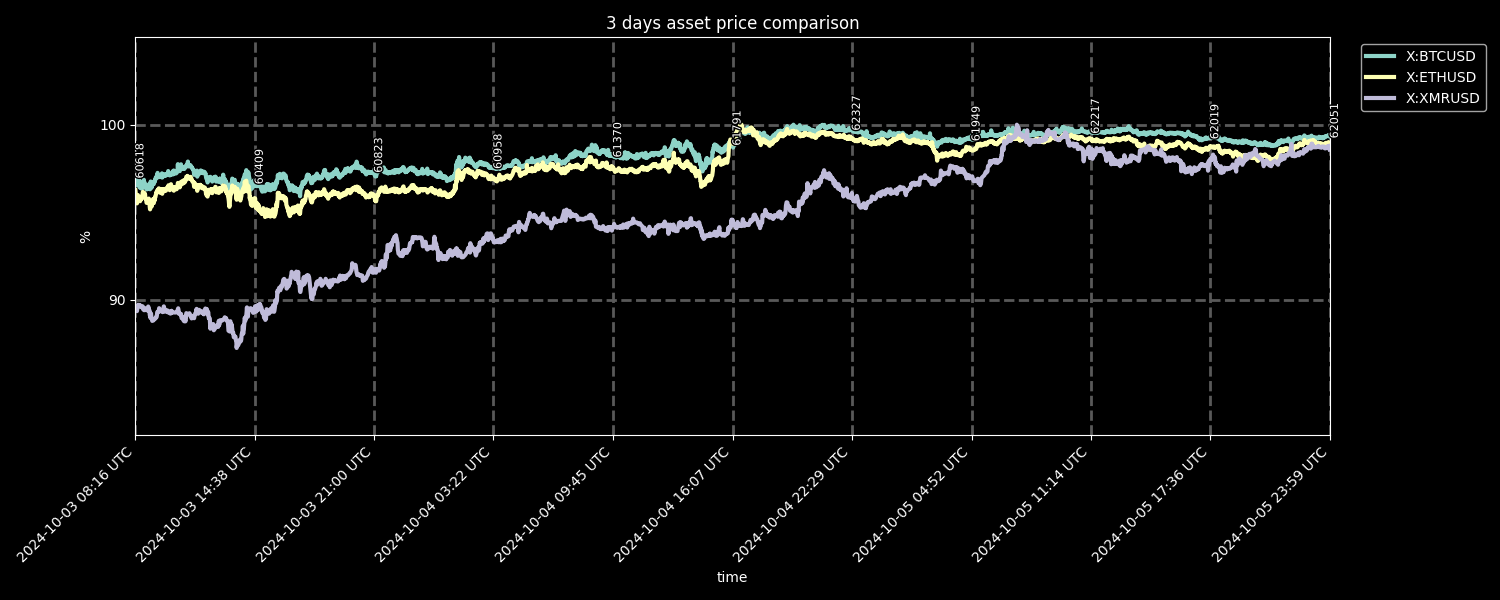 3 days asset price comparison
X:BTCUSD
X:ETHUSD
X:XMRUSD
100
90
%
60618
60409
60823
60958
61370
61791
62327
61949
62217
62019
62051
2024-10-03 08:16 UTC
2024-10-03 14:38 UTC
2024-10-03 21:00 UTC
2024-10-04 03:22 UTC
2024-10-04 09:45 UTC
2024-10-04 16:07 UTC
2024-10-04 22:29 UTC
2024-10-05 04:52 UTC
2024-10-05 11:14 UTC
2024-10-05 17:36 UTC
2024-10-05 23:59 UTC
time